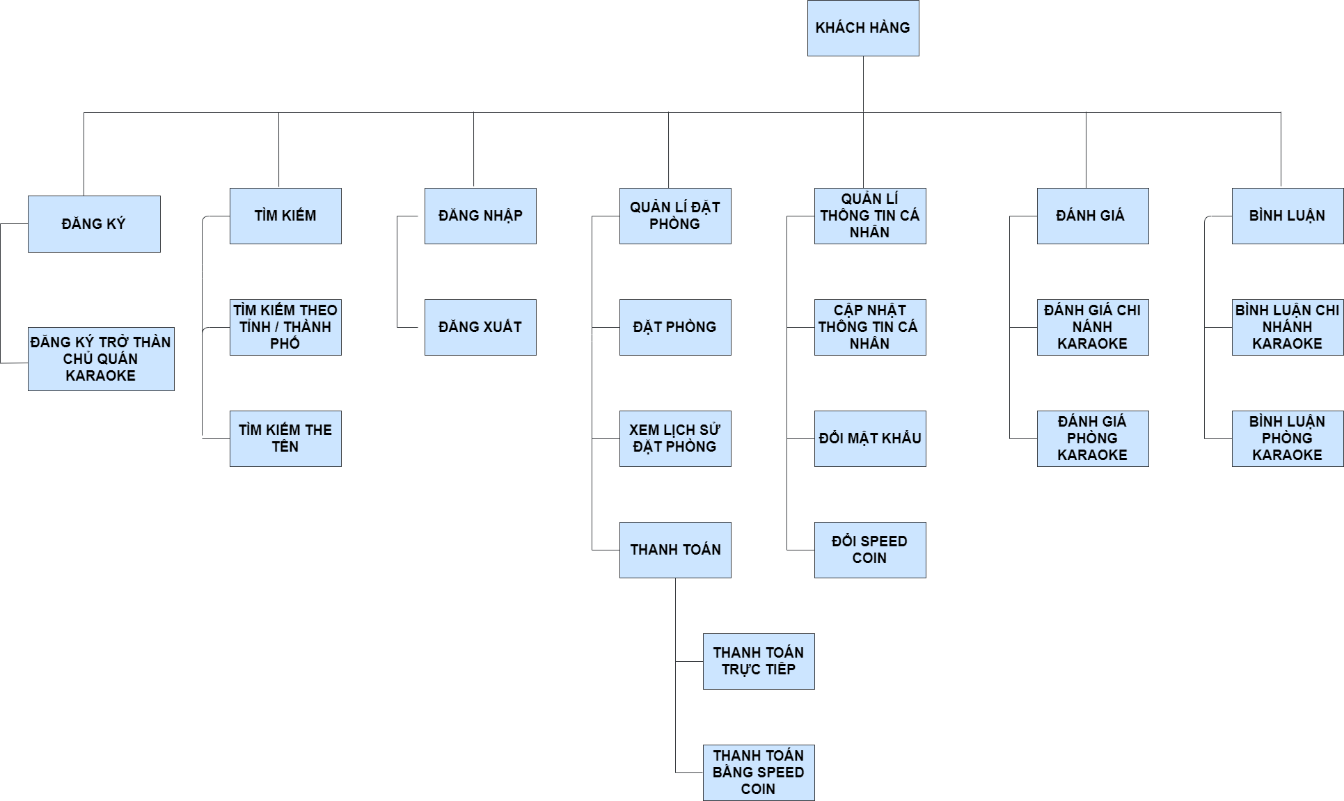 KHÁCH HÀNG
ĐĂNG KÝ
TÌM KIẾM
ĐĂNG NHẬP
QUẢN LÍ ĐẶT
PHÒNG
QUẢN LÍ
THÔNG TIN CÁ
NHÂN
ĐÁNH GIÁ
BÌNH LUẬN
ĐĂNG KÝ TRỞ THÀN
CHỦ QUÁN
KARAOKE
TÌM KIẾM THEO
TỈNH / THÀNH
PHỐ
ĐĂNG XUẤT
ĐẶT PHÒNG
CẬP NHẬT
THÔNG TIN CÁ
NHÂN
ĐÁNH GIÁ CHI
NÁNH
KARAOKE
BÌNH LUẬN CHI
NHÁNH
KARAOKE
TÌM KIẾM THE
TÊN
XEM LỊCH SỬ
ĐẶT PHÒNG
ĐỔI MẬT KHẨU
ĐÁNH GIÁ
PHÒNG
KARAOKE
BÌNH LUẬN
PHÒNG
KARAOKE
THANH TOÁN
ĐỔI SPEED
COIN
THANH TOÁN
TRỰC TIẾP
THANH TOÁN
BẰNG SPEED
COIN